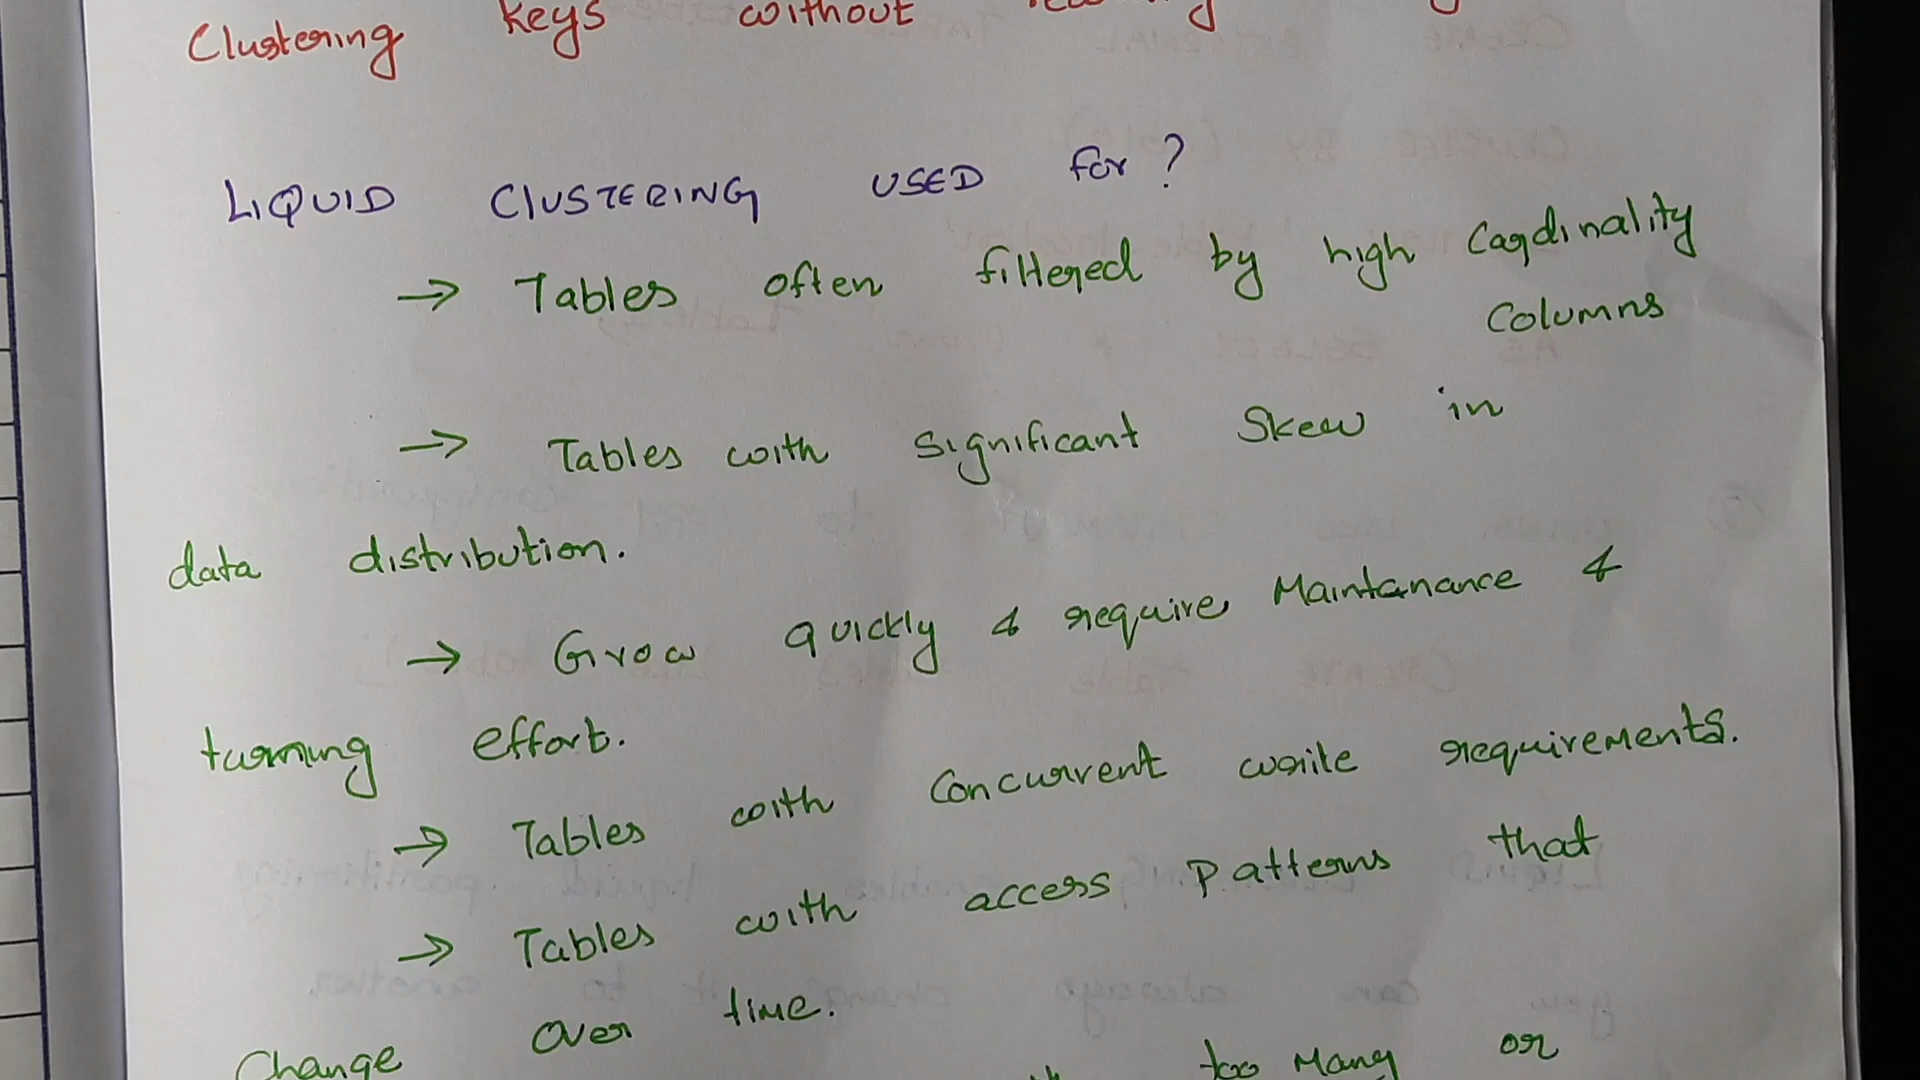 Clustering keys without
LIQUID CLUSTERING USED for?
→ Tables often filtered by high Cardinality
Columns
→ Tables with significant Skew in
data distribution.
→ Grow quickly & require Maintanance &
turning effort.
→ Tables with Concurrent write requirements.
→ Tables with access Patterns that
Change over time.
too Many or